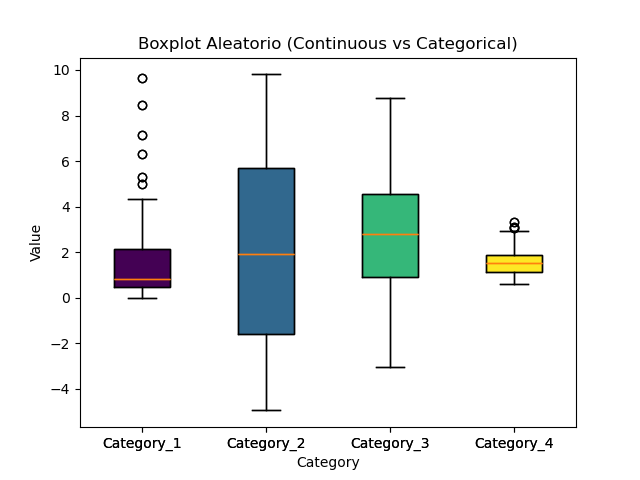 Boxplot Aleatorio (Continuous vs Categorical)
10
8
6
4
2
0
−2
−4
Value
Category_1 Category_2 Category_3 Category_4
Category